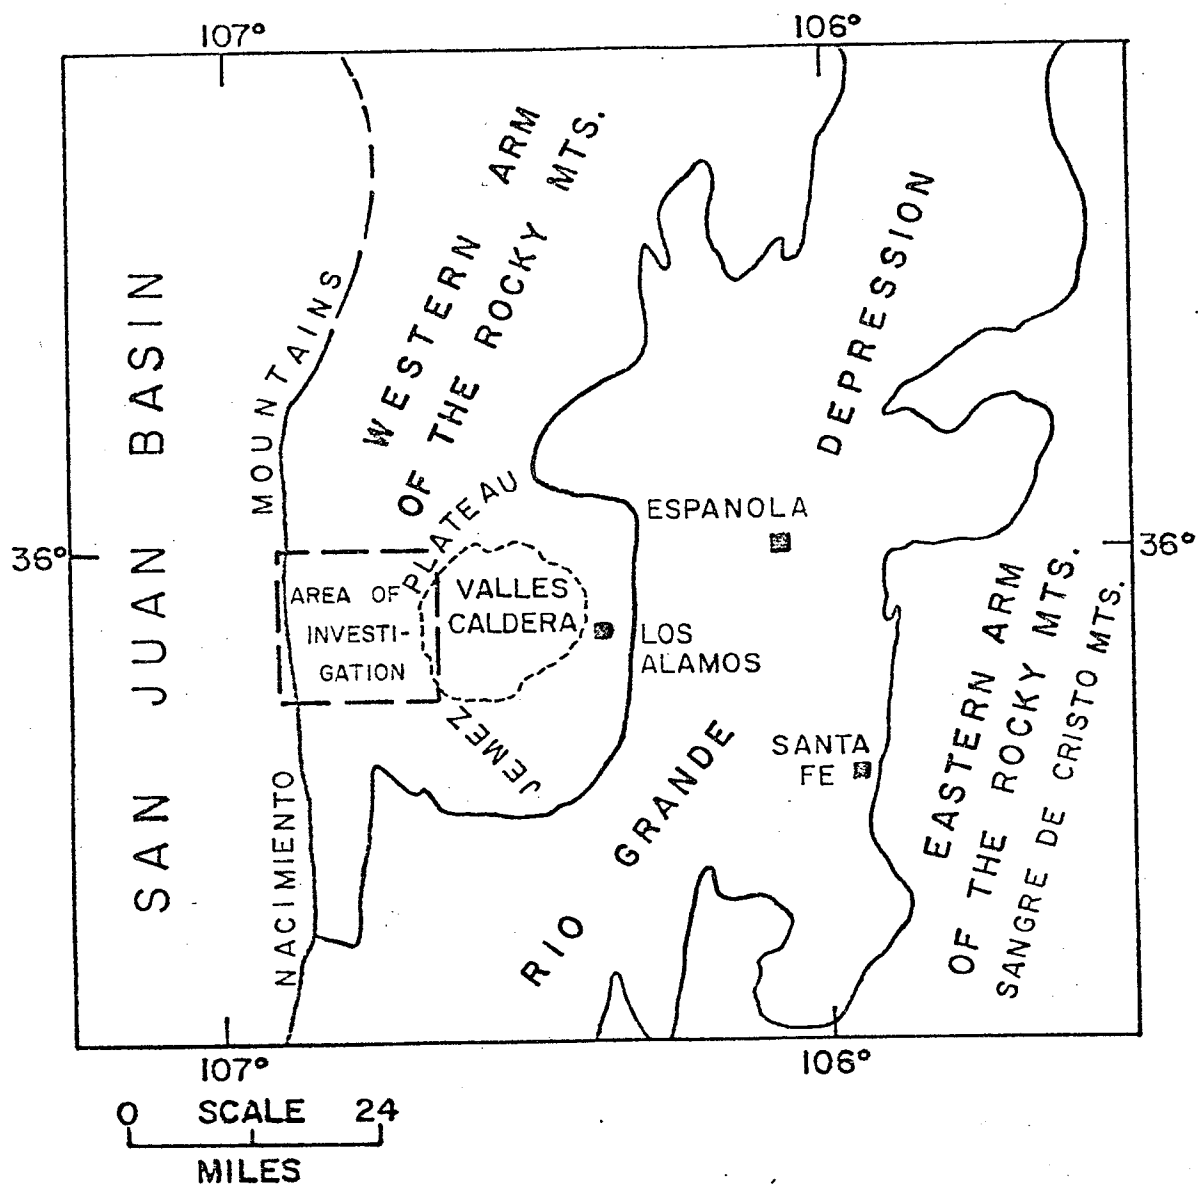 107°
106°
WESTERN ARM
OF THE ROCKY MTS.
DEPRESSION
SAN JUAN BASIN
NACIMIENTO MOUNTAINS
JEMEZ PLATEAU
ESPANOLA
36°
36°
AREA OF
INVESTI-
GATION
VALLES
CALDERA
LOS
ALAMOS
SANTA
FE
RIO GRANDE
EASTERN ARM
OF THE ROCKY MTS.
SANGRE DE CRISTO MTS.
107°
106°
0 SCALE 24
MILES